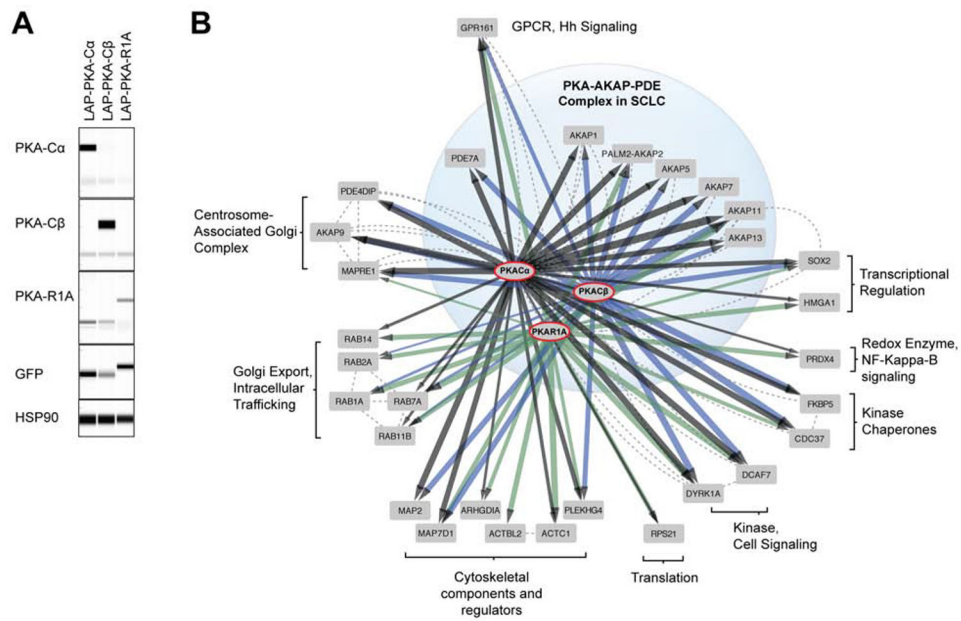 A
LAP-PKA-Cα
LAP-PKA-Cβ
LAP-PKA-R1A
PKA-Cα
PKA-Cβ
PKA-R1A
GFP
HSP90
B
GPR161
GPCR, Hh Signaling
PKA-AKAP-PDE
Complex in SCLC
AKAP1
PDE7A
PALM2-AKAP2
AKAP5
AKAP7
AKAP11
AKAP13
PDE4DIP
AKAP9
MAPRE1
Centrosome-
Associated Golgi
Complex
PKACα
PKACβ
PKAR1A
SOX2
HMGA1
Transcriptional
Regulation
PRDX4
Redox Enzyme,
NF-Kappa-B
signaling
FKBP5
CDC37
Kinase
Chaperones
RAB14
RAB2A
RAB1A
RAB7A
RAB11B
Golgi Export,
Intracellular
Trafficking
DCAF7
DYRK1A
Kinase,
Cell Signaling
MAP2
ARHGDIA
PLEKHG4
MAP7D1
ACTBL2
ACTC1
RPS21
Cytoskeletal
components and
regulators
Translation